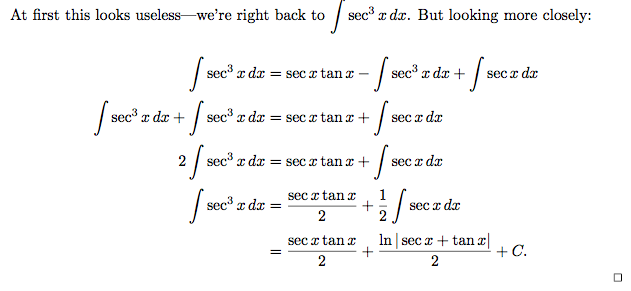 At first this looks useless—we're right back to ∫ sec³ x dx. But looking more closely:
∫ sec³ x dx = sec x tan x − ∫ sec³ x dx + ∫ sec x dx
∫ sec³ x dx + ∫ sec³ x dx = sec x tan x + ∫ sec x dx
2 ∫ sec³ x dx = sec x tan x + ∫ sec x dx
∫ sec³ x dx = (sec x tan x)/2 + 1/2 ∫ sec x dx
= (sec x tan x)/2 + (ln |sec x + tan x|)/2 + C.
□